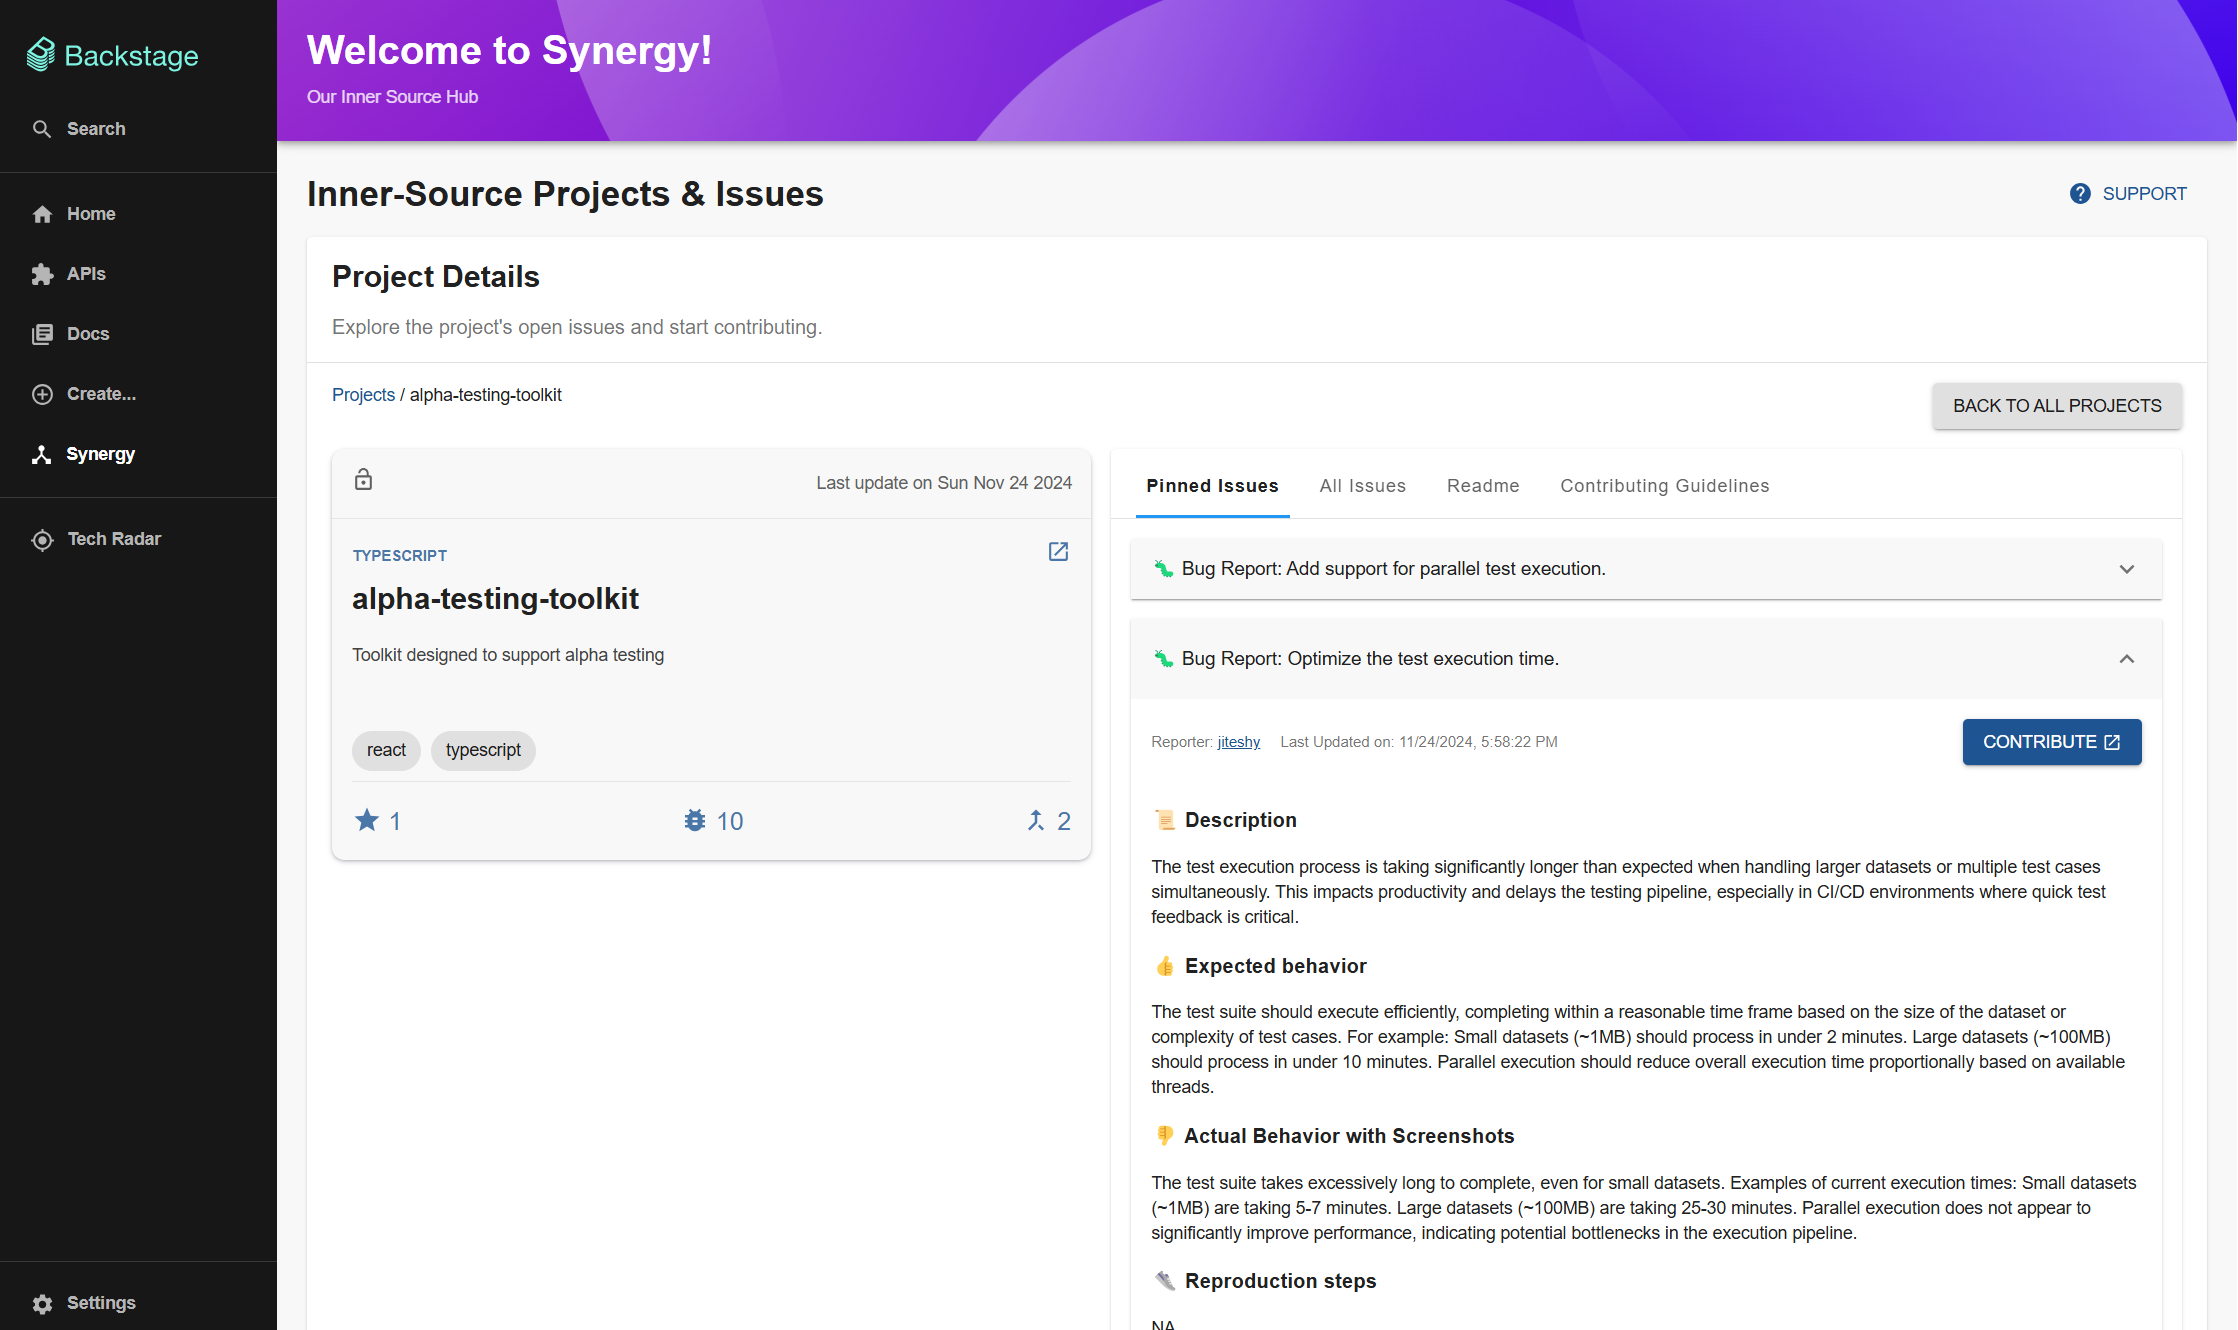 Backstage
Search
Home
APIs
Docs
Create...
Synergy
Tech Radar
Settings
Welcome to Synergy!
Our Inner Source Hub
Inner-Source Projects & Issues
SUPPORT
Project Details
Explore the project's open issues and start contributing.
Projects / alpha-testing-toolkit
BACK TO ALL PROJECTS
Last update on Sun Nov 24 2024
TYPESCRIPT
alpha-testing-toolkit
Toolkit designed to support alpha testing
react
typescript
1
10
2
Pinned Issues
All Issues
Readme
Contributing Guidelines
Bug Report: Add support for parallel test execution.
Bug Report: Optimize the test execution time.
Reporter: jiteshy
Last Updated on: 11/24/2024, 5:58:22 PM
CONTRIBUTE
Description
The test execution process is taking significantly longer than expected when handling larger datasets or multiple test cases
simultaneously. This impacts productivity and delays the testing pipeline, especially in CI/CD environments where quick test
feedback is critical.
Expected behavior
The test suite should execute efficiently, completing within a reasonable time frame based on the size of the dataset or
complexity of test cases. For example: Small datasets (~1MB) should process in under 2 minutes. Large datasets (~100MB)
should process in under 10 minutes. Parallel execution should reduce overall execution time proportionally based on available
threads.
Actual Behavior with Screenshots
The test suite takes excessively long to complete, even for small datasets. Examples of current execution times: Small datasets
(~1MB) are taking 5-7 minutes. Large datasets (~100MB) are taking 25-30 minutes. Parallel execution does not appear to
significantly improve performance, indicating potential bottlenecks in the execution pipeline.
Reproduction steps
NA